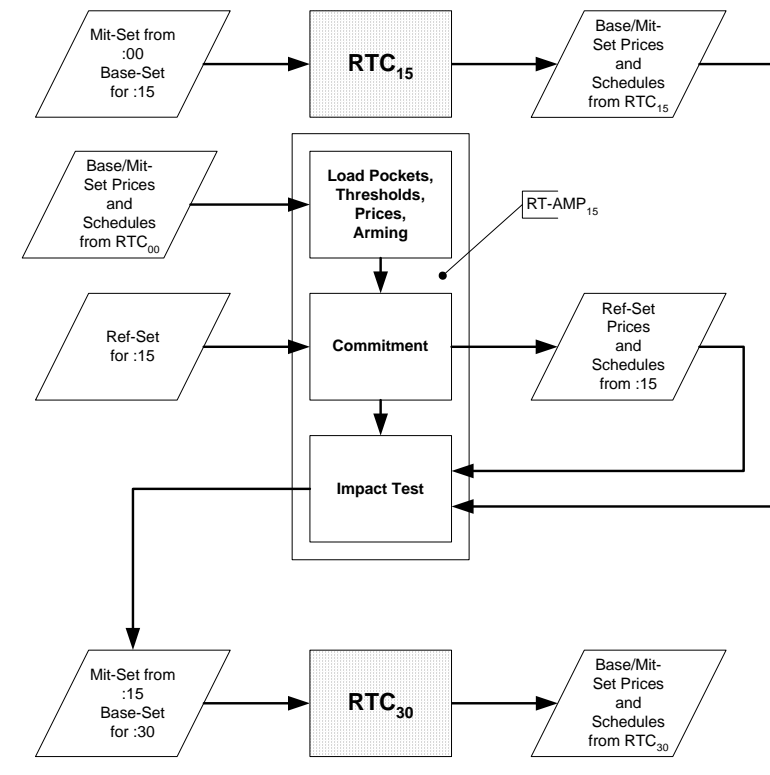 Mit-Set from
:00
Base-Set
for :15
RTC15
Base/Mit-
Set Prices
and
Schedules
from RTC15
Base/Mit-
Set Prices
and
Schedules
from RTC00
Load Pockets,
Thresholds,
Prices,
Arming
RT-AMP15
Ref-Set
for :15
Commitment
Ref-Set
Prices
and
Schedules
from :15
Impact Test
Mit-Set from
:15
Base-Set
for :30
RTC30
Base/Mit-
Set Prices
and
Schedules
from RTC30